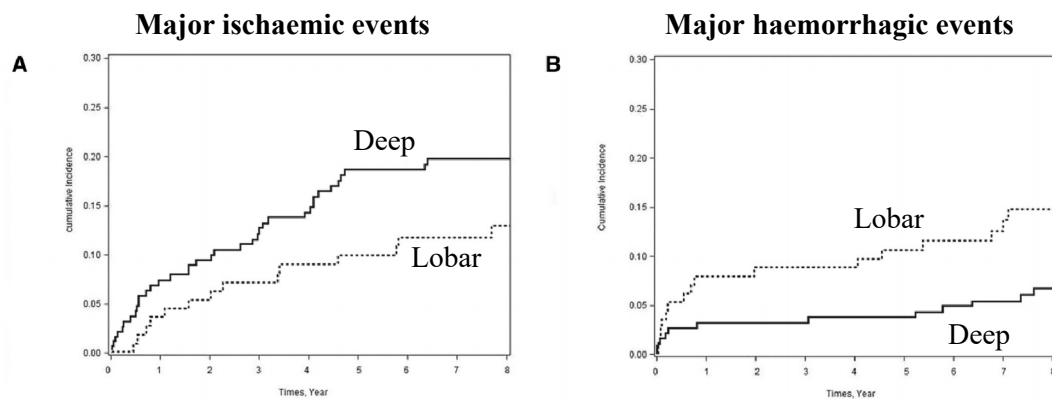 Major ischaemic events
A
0.30
0.25
0.20
0.15
0.10
0.05
0.00
cumulative Incidence
Deep
Lobar
0 1 2 3 4 5 6 7 8
Times, Year
Major haemorrhagic events
B
0.30
0.25
0.20
0.15
0.10
0.05
0.00
Cumulative Incidence
Lobar
Deep
0 1 2 3 4 5 6 7 8
Times, Year